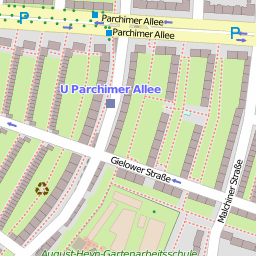 Parchimer Allee
P
Parchimer Allee
P
U Parchimer Allee
Gielower Straße
Malchiner Straße
August-Heyn-Gartenarbeitsschule